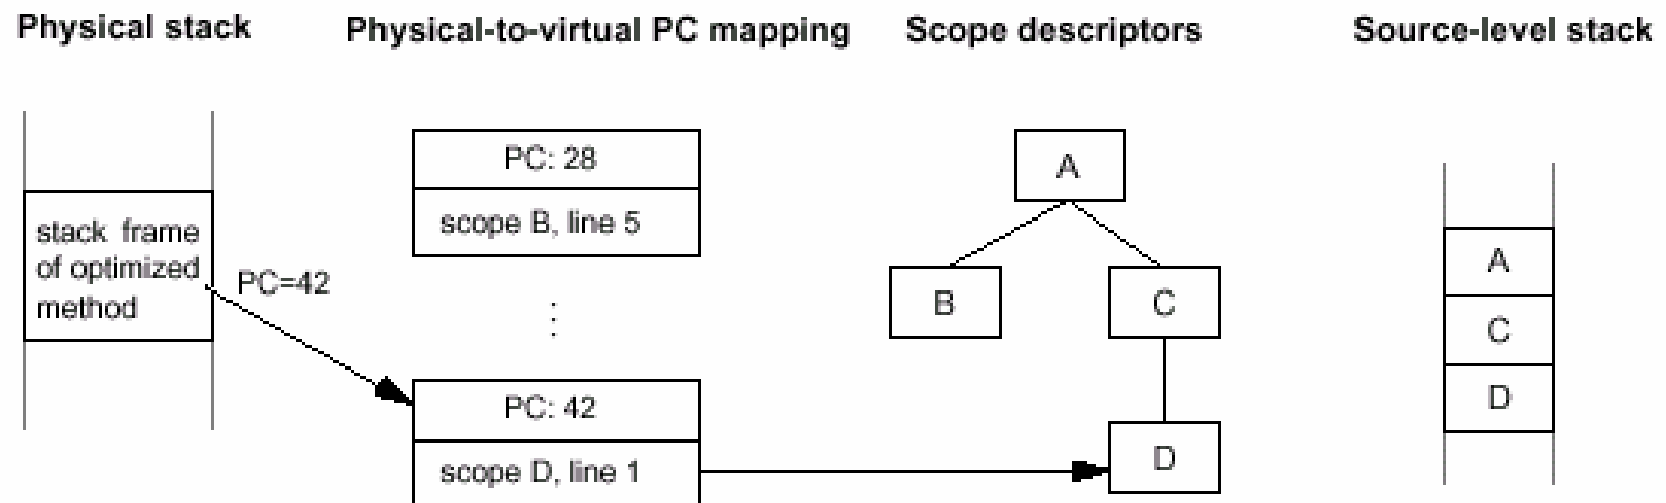 Physical stack
Physical-to-virtual PC mapping
Scope descriptors
Source-level stack
stack frame
of optimized
method
PC=42
PC: 28
scope B, line 5
PC: 42
scope D, line 1
A
B
C
D
A
C
D